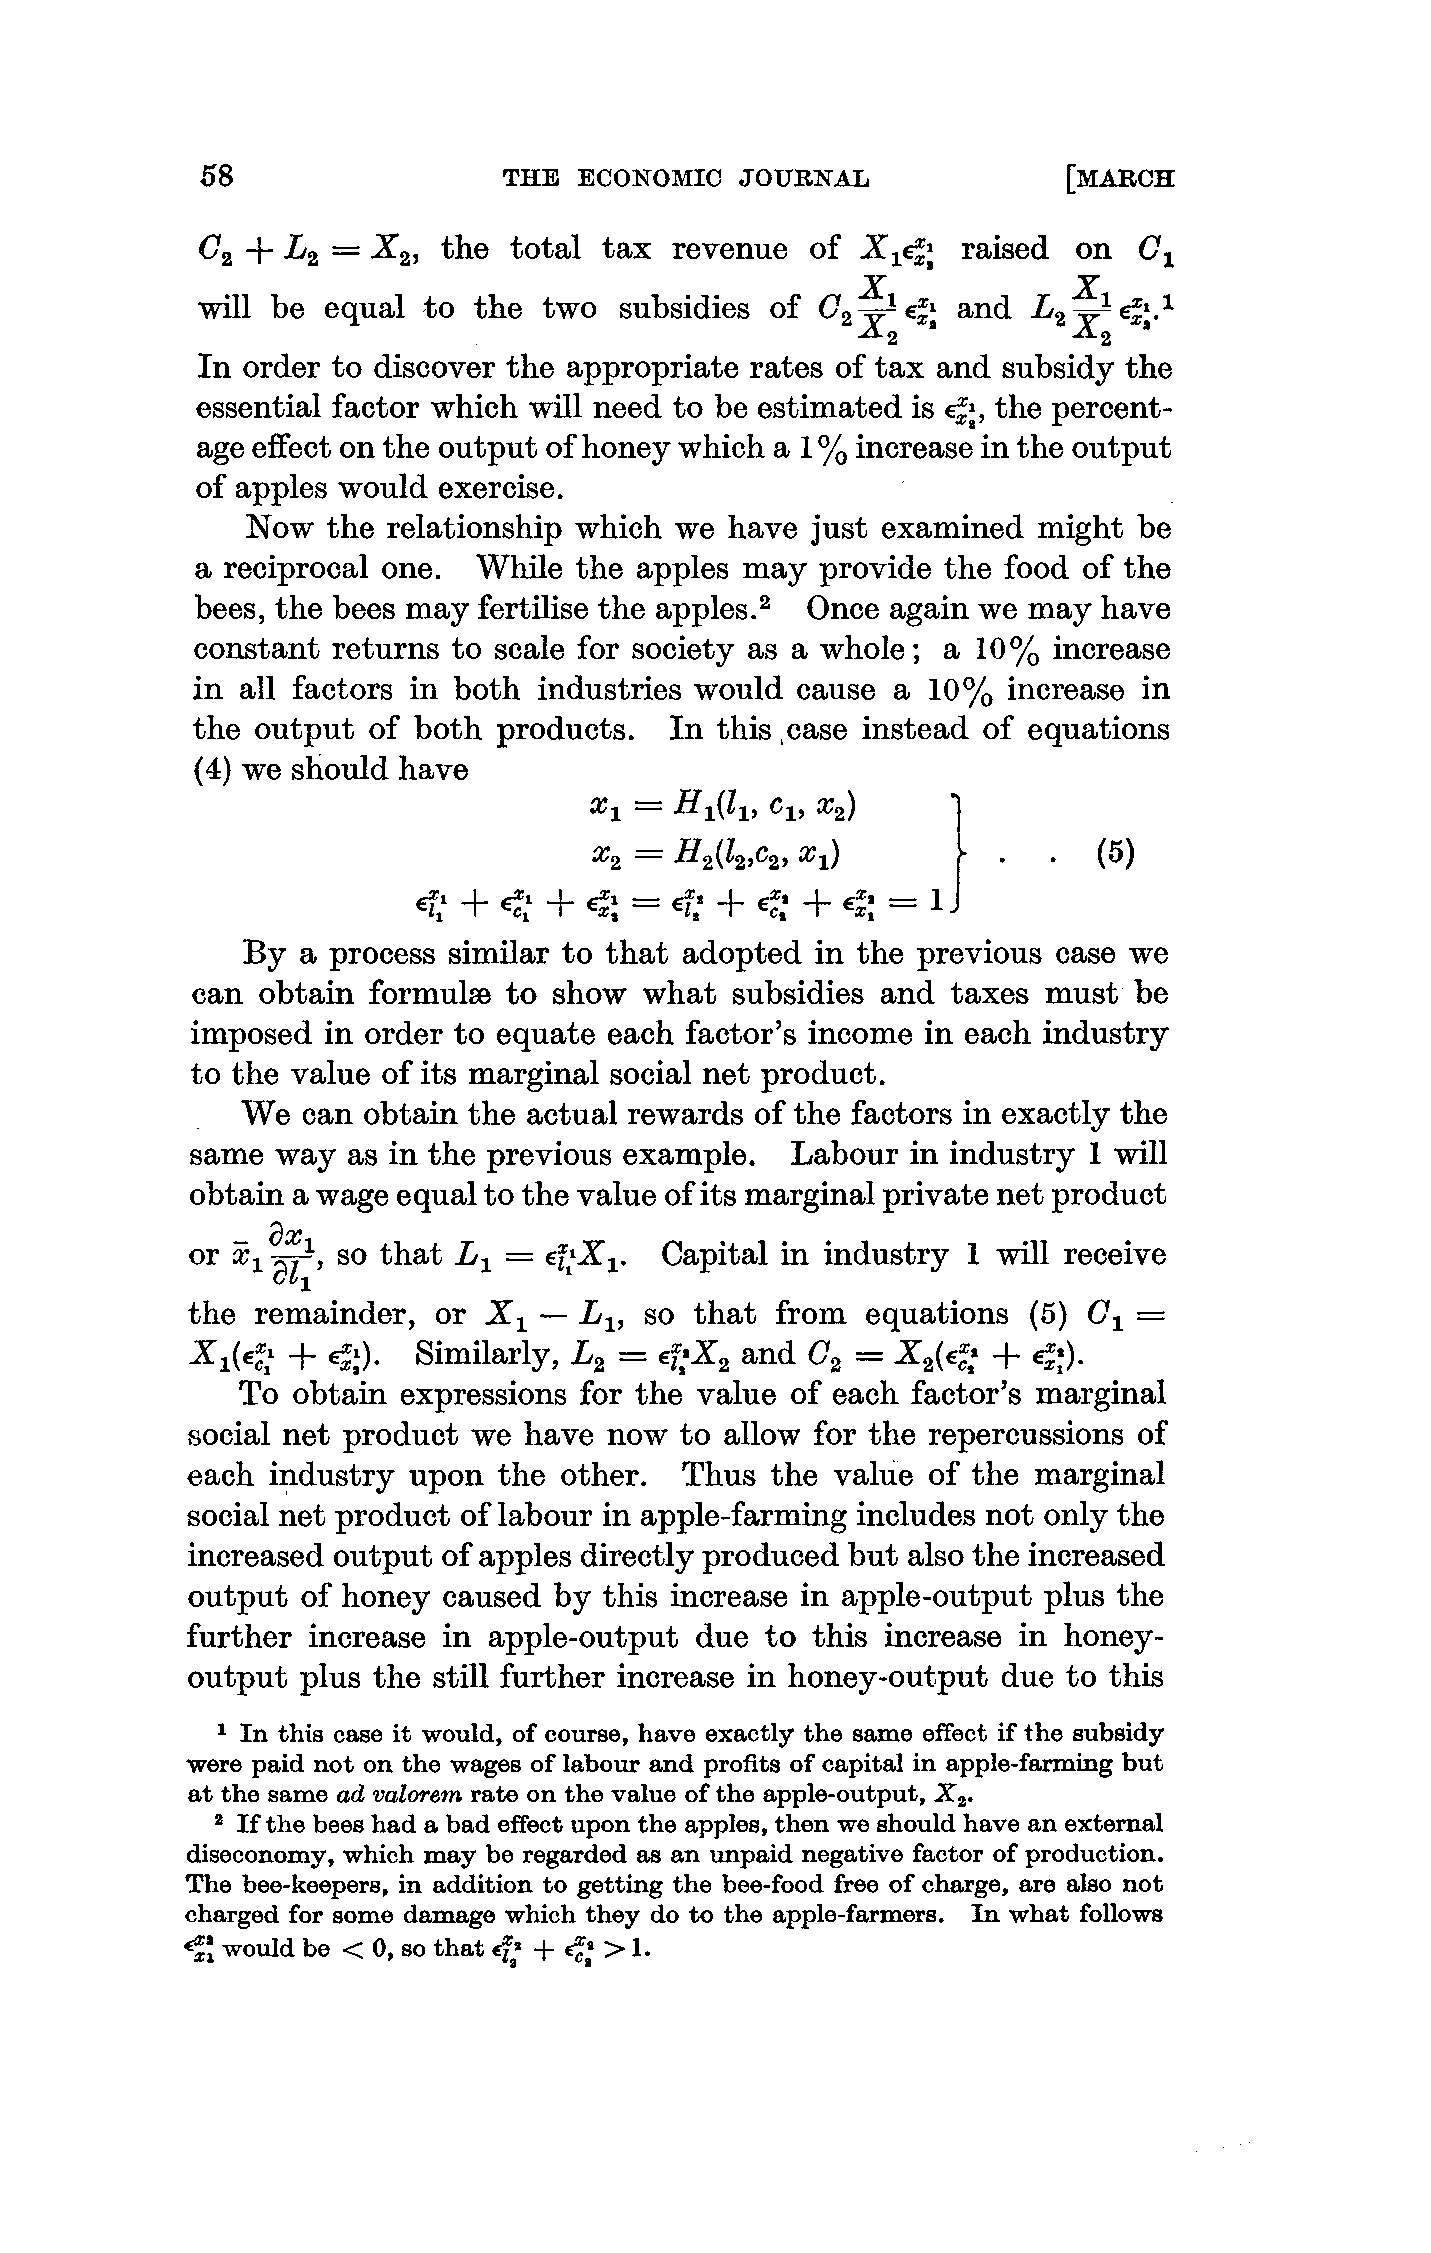 58 THE ECONOMIC JOURNAL [MARCH
C₂ + L₂ = X₂, the total tax revenue of X₁ϵ^{x₁}_{x₂} raised on C₁
will be equal to the two subsidies of C₂ X₁/X₂ ϵ^{x₁}_{x₂} and L₂ X₁/X₂ ϵ^{x₁}_{x₂}.¹
In order to discover the appropriate rates of tax and subsidy the
essential factor which will need to be estimated is ϵ^{x₁}_{x₂}, the percent-
age effect on the output of honey which a 1% increase in the output
of apples would exercise.
Now the relationship which we have just examined might be
a reciprocal one. While the apples may provide the food of the
bees, the bees may fertilise the apples.² Once again we may have
constant returns to scale for society as a whole; a 10% increase
in all factors in both industries would cause a 10% increase in
the output of both products. In this case instead of equations
(4) we should have
x₁ = H₁(l₁, c₁, x₂)
x₂ = H₂(l₂,c₂, x₁) } . . (5)
ϵ^{x₁}_{l₁} + ϵ^{x₁}_{c₁} + ϵ^{x₁}_{x₂} = ϵ^{x₂}_{l₂} + ϵ^{x₂}_{c₂} + ϵ^{x₂}_{x₁} = 1
By a process similar to that adopted in the previous case we
can obtain formulæ to show what subsidies and taxes must be
imposed in order to equate each factor's income in each industry
to the value of its marginal social net product.
We can obtain the actual rewards of the factors in exactly the
same way as in the previous example. Labour in industry 1 will
obtain a wage equal to the value of its marginal private net product
or x̄₁ ∂x₁/∂l₁, so that L₁ = ϵ^{x₁}_{l₁}X₁. Capital in industry 1 will receive
the remainder, or X₁ — L₁, so that from equations (5) C₁ =
X₁(ϵ^{x₁}_{c₁} + ϵ^{x₁}_{x₂}). Similarly, L₂ = ϵ^{x₂}_{l₂}X₂ and C₂ = X₂(ϵ^{x₂}_{c₂} + ϵ^{x₂}_{x₁}).
To obtain expressions for the value of each factor's marginal
social net product we have now to allow for the repercussions of
each industry upon the other. Thus the value of the marginal
social net product of labour in apple-farming includes not only the
increased output of apples directly produced but also the increased
output of honey caused by this increase in apple-output plus the
further increase in apple-output due to this increase in honey-
output plus the still further increase in honey-output due to this
¹ In this case it would, of course, have exactly the same effect if the subsidy
were paid not on the wages of labour and profits of capital in apple-farming but
at the same ad valorem rate on the value of the apple-output, X₂.
² If the bees had a bad effect upon the apples, then we should have an external
diseconomy, which may be regarded as an unpaid negative factor of production.
The bee-keepers, in addition to getting the bee-food free of charge, are also not
charged for some damage which they do to the apple-farmers. In what follows
ϵ^{x₂}_{x₁} would be < 0, so that ϵ^{x₂}_{l₂} + ϵ^{x₂}_{c₂} > 1.